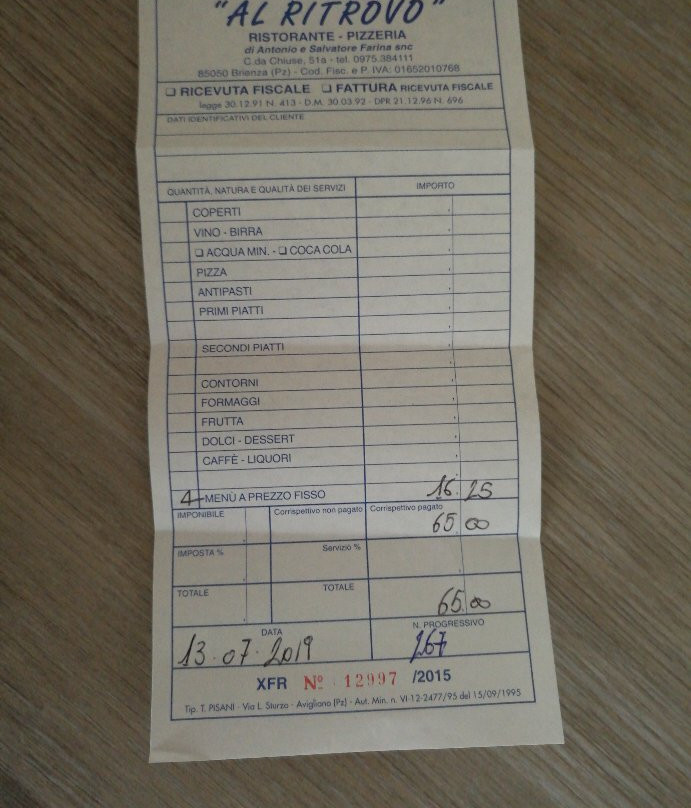 "AL RITROVO"
RISTORANTE - PIZZERIA
di Antonio e Salvatore Farina snc
C.da Chiuse, 51a - tel. 0975.384111
85050 Brienza (Pz) - Cod. Fisc. e P. IVA: 01652010768
❏ RICEVUTA FISCALE ❏ FATTURA RICEVUTA FISCALE
legge 30.12.91 N. 413 - D.M. 30 03.92 - DPR 21.12.96 N. 696
DATI IDENTIFICATIVI DEL CLIENTE
QUANTITÀ, NATURA E QUALITÀ DEI SERVIZI IMPORTO
COPERTI
VINO - BIRRA
❏ ACQUA MIN. - ❏ COCA COLA
PIZZA
ANTIPASTI
PRIMI PIATTI
SECONDI PIATTI
CONTORNI
FORMAGGI
FRUTTA
DOLCI - DESSERT
CAFFÈ - LIQUORI
4 MENÙ A PREZZO FISSO 16 25
IMPONIBILE Corrispettivo non pagato Corrispettivo pagato
65 00
IMPOSTA % Servizio %
TOTALE TOTALE
65.00
DATA N. PROGRESSIVO
13.07.2019 267
XFR Nº 12997 /2015
Tip. T. PISANI - Via L. Sturzo - Avigliano (Pz) - Aut. Min. n. VI-12-2477/95 del 15/09/1995